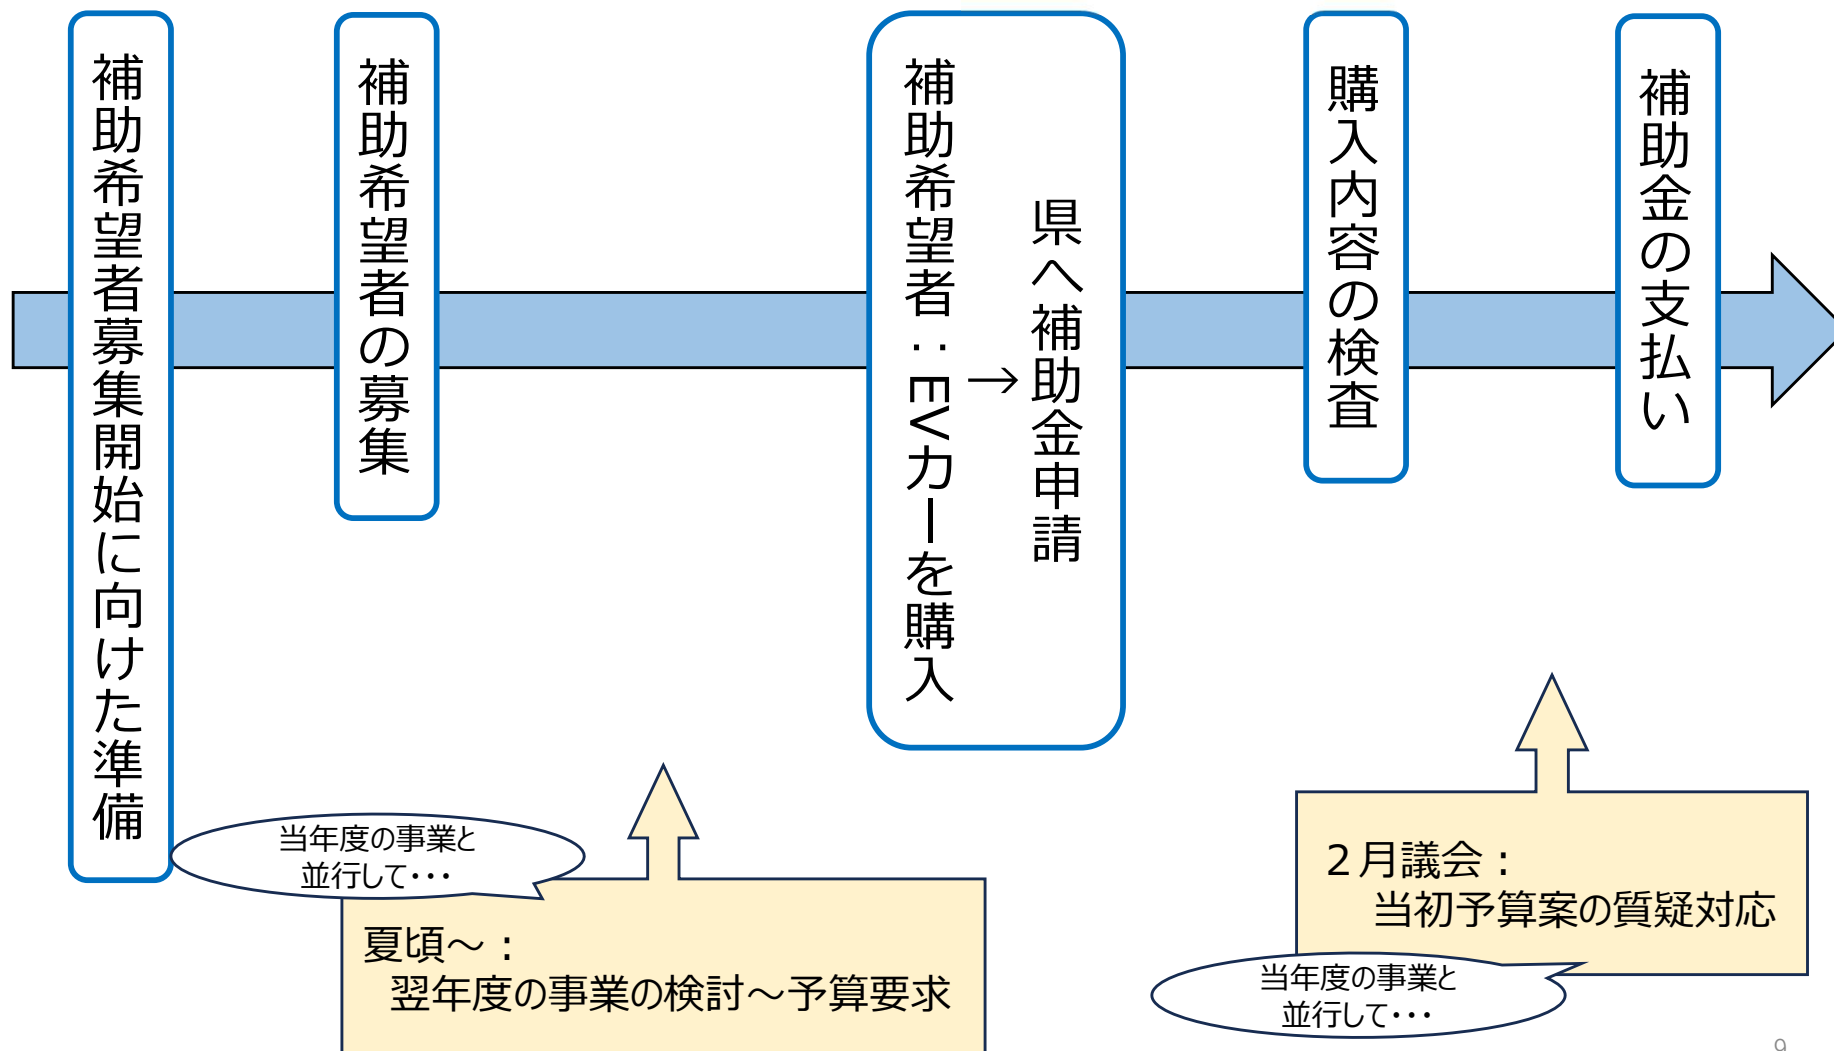 補助希望者募集開始に向けた準備
補助希望者の募集
補助希望者：EVカーを購入
→
県へ補助金申請
購入内容の検査
補助金の支払い
当年度の事業と
並行して・・・
夏頃～：
翌年度の事業の検討～予算要求
２月議会：
当初予算案の質疑対応
当年度の事業と
並行して・・・
9